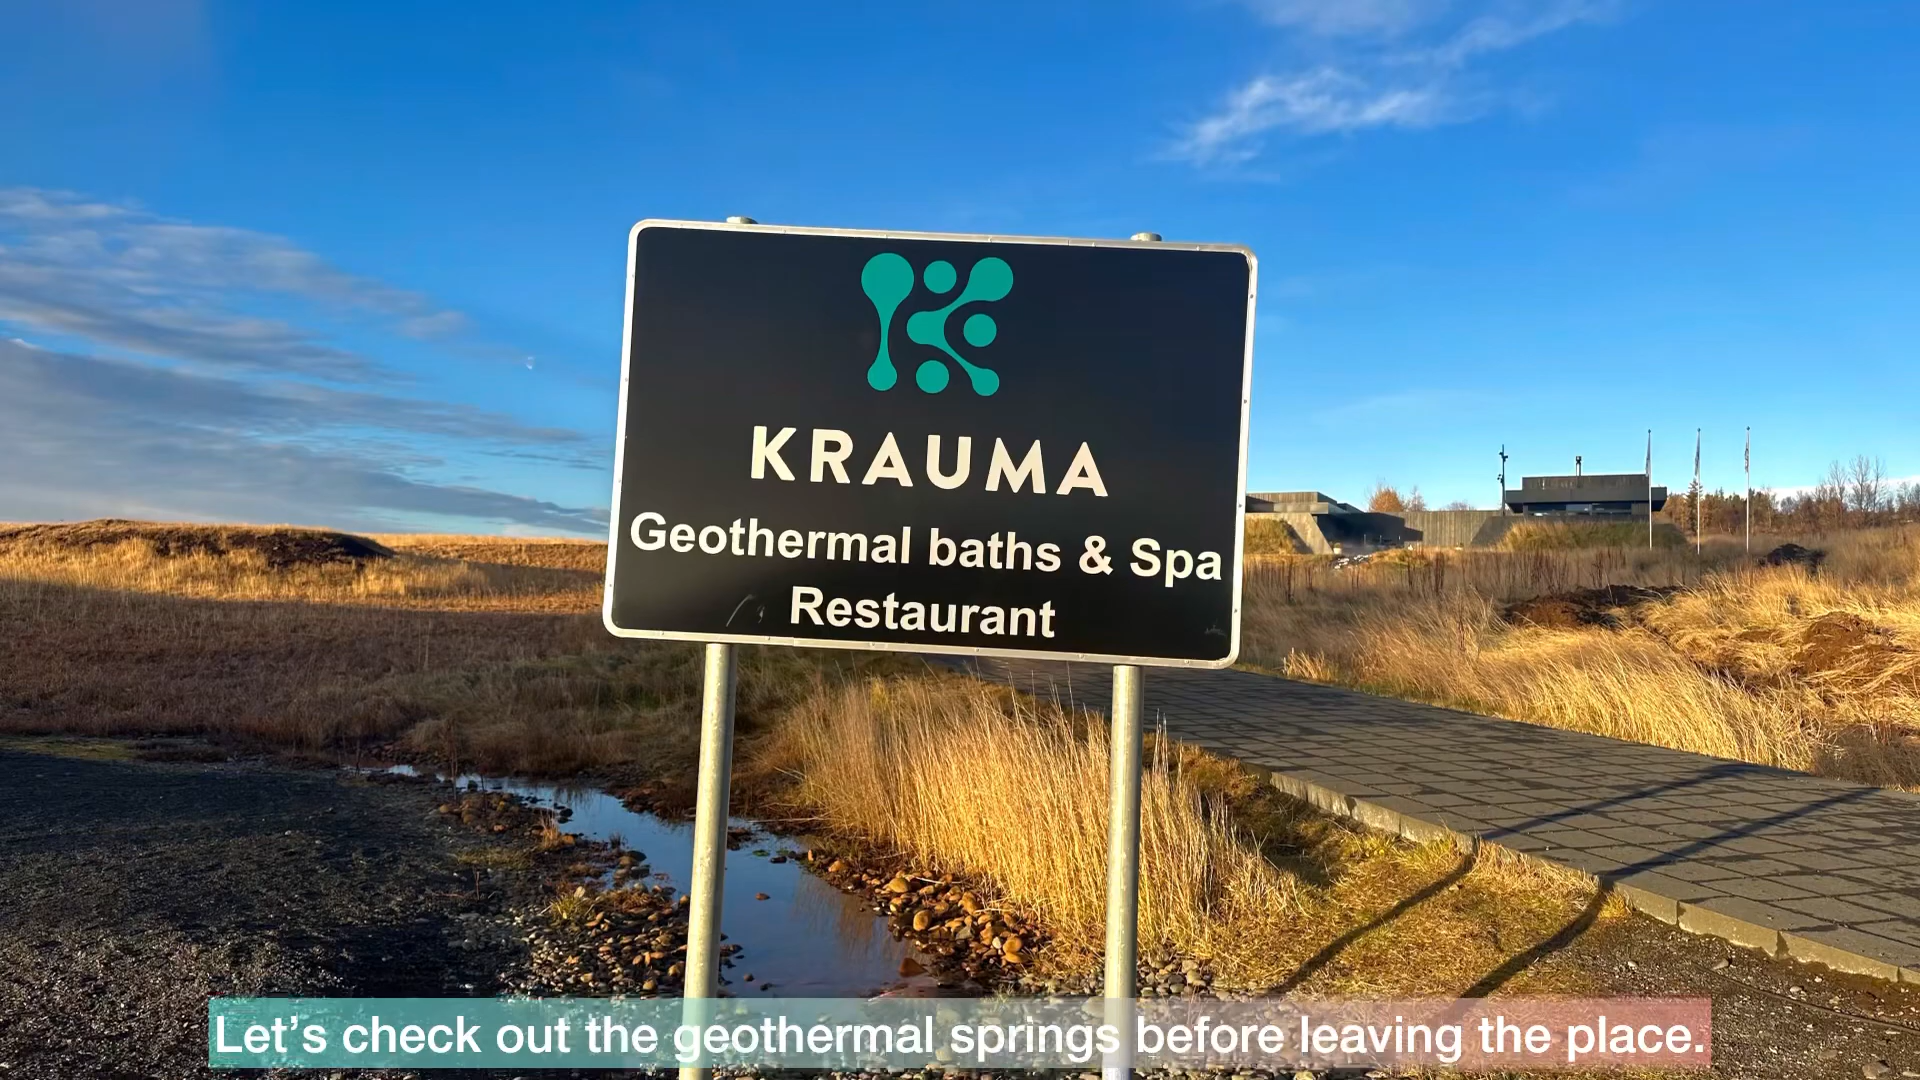 KRAUMA
Geothermal baths & Spa
Restaurant
Let’s check out the geothermal springs before leaving the place.